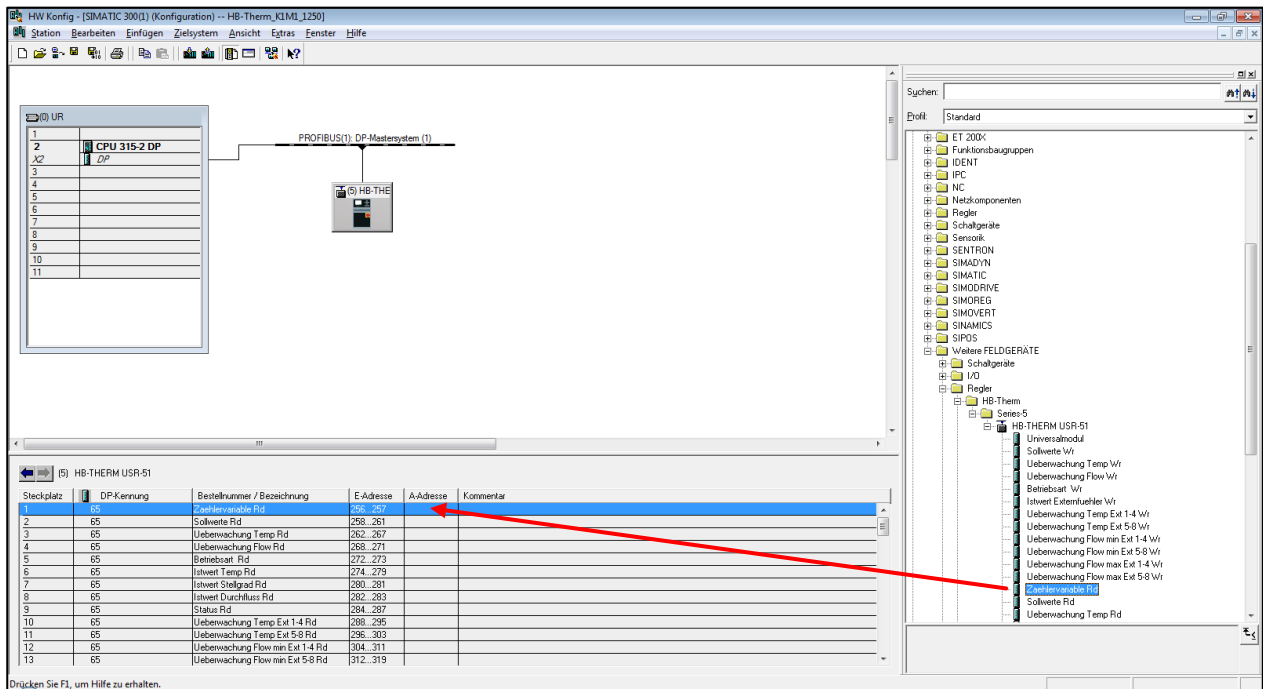 HW Konfig - [SIMATIC 300(1) (Konfiguration) -- HB-Therm_K1M1_1250]
Station Bearbeiten Einfügen Zielsystem Ansicht Extras Fenster Hilfe
(0) UR
1
2 CPU 315-2 DP
X2 DP
3
4
5
6
7
8
9
10
11
PROFIBUS(1): DP-Mastersystem (1)
(5) HB-THE
Suchen:
Profil: Standard
ET 200X
Funktionsbaugruppen
IDENT
IPC
NC
Netzkomponenten
Regler
Schaltgeräte
Sensorik
SENTRON
SIMADYN
SIMATIC
SIMODRIVE
SIMOREG
SIMOVERT
SINAMICS
SIPOS
Weitere FELDGERÄTE
Schaltgeräte
I/O
Regler
HB-Therm
Series-5
HB-THERM USR-51
Universalmodul
Sollwerte Wr
Ueberwachung Temp Wr
Ueberwachung Flow Wr
Betriebsart Wr
Istwert Externfuehler Wr
Ueberwachung Temp Ext 1-4 Wr
Ueberwachung Temp Ext 5-8 Wr
Ueberwachung Flow min Ext 1-4 Wr
Ueberwachung Flow min Ext 5-8 Wr
Ueberwachung Flow max Ext 1-4 Wr
Ueberwachung Flow max Ext 5-8 Wr
Zaehlervariable Rd
Sollwerte Rd
Ueberwachung Temp Rd
(5) HB-THERM USR-51
Steckplatz DP-Kennung Bestellnummer / Bezeichnung E-Adresse A-Adresse Kommentar
1 65 Zaehlervariable Rd 256...257
2 65 Sollwerte Rd 258...261
3 65 Ueberwachung Temp Rd 262...267
4 65 Ueberwachung Flow Rd 268...271
5 65 Betriebsart Rd 272...273
6 65 Istwert Temp Rd 274...279
7 65 Istwert Stellgrad Rd 280...281
8 65 Istwert Durchfluss Rd 282...283
9 65 Status Rd 284...287
10 65 Ueberwachung Temp Ext 1-4 Rd 288...295
11 65 Ueberwachung Temp Ext 5-8 Rd 296...303
12 65 Ueberwachung Flow min Ext 1-4 Rd 304...311
13 65 Ueberwachung Flow min Ext 5-8 Rd 312...319
Drücken Sie F1, um Hilfe zu erhalten.